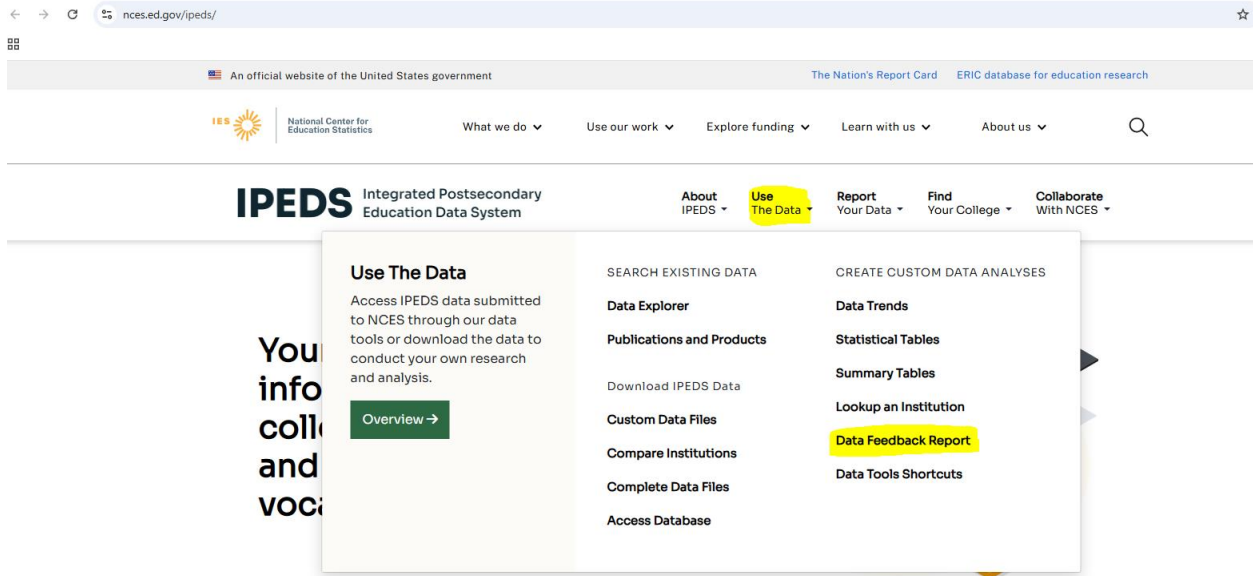 nces.ed.gov/ipeds/
An official website of the United States government
The Nation's Report Card
ERIC database for education research
IES
National Center for
Education Statistics
What we do
Use our work
Explore funding
Learn with us
About us
IPEDS
Integrated Postsecondary
Education Data System
About
IPEDS
Use
The Data
Report
Your Data
Find
Your College
Collaborate
With NCES
Use The Data
Access IPEDS data submitted
to NCES through our data
tools or download the data to
conduct your own research
and analysis.
Overview →
SEARCH EXISTING DATA
Data Explorer
Publications and Products
Download IPEDS Data
Custom Data Files
Compare Institutions
Complete Data Files
Access Database
CREATE CUSTOM DATA ANALYSES
Data Trends
Statistical Tables
Summary Tables
Lookup an Institution
Data Feedback Report
Data Tools Shortcuts
You
info
coll
and
voca